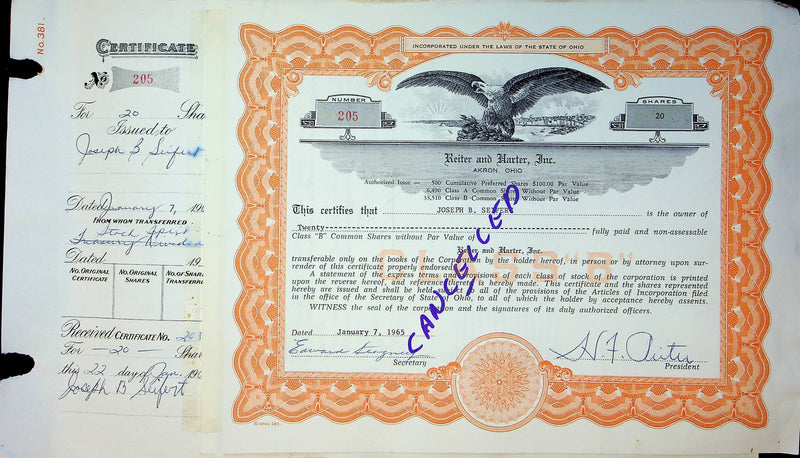 No. 381.
CERTIFICATE
No 205
For 20 Sha
Issued to
Joseph B Seifert
Dated January 7, 196
FROM WHOM TRANSFERRED
Stock
Treasury
Dated 19
No. ORIGINAL CERTIFICATE
No. ORIGINAL SHARES
No. OF SHAR TRANSFERR
Received CERTIFICATE No. 205
For -20- Shar
this 22 day of Jan. 196
Joseph B Seifert
INCORPORATED UNDER THE LAWS OF THE STATE OF OHIO
NUMBER
205
SHARES
20
Reiter and Harter, Inc.
AKRON, OHIO
Authorized Issue — 500 Cumulative Preferred Shares $100.00 Par Value
6,490 Class A Common Shares Without Par Value
33,510 Class B Common Shares Without Par Value
This certifies that JOSEPH B. SEIFERT is the owner of
Twenty fully paid and non-assessable
Class "B" Common Shares without Par Value of
Reiter and Harter, Inc.
transferable only on the books of the Corporation by the holder hereof, in person or by attorney upon sur-
render of this certificate properly endorsed.
A statement of the express terms and provisions of each class of stock of the corporation is printed
upon the reverse hereof, and reference thereto is hereby made. This certificate and the shares represented
hereby are issued and shall be held subject to all of the provisions of the Articles of Incorporation filed
in the office of the Secretary of State of Ohio, to all of which the holder by acceptance hereby assents.
WITNESS the seal of the corporation and the signatures of its duly authorized officers.
CANCELLED
Dated January 7, 1965
Edward
Secretary
President